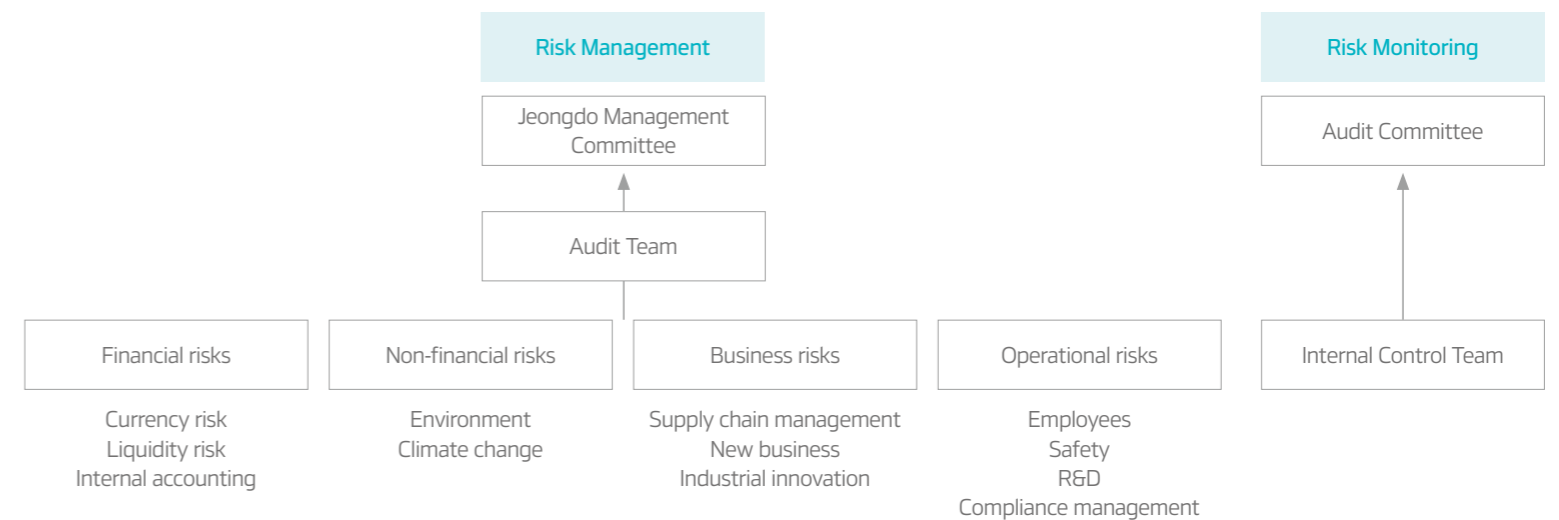 Risk Management
Risk Monitoring
Jeongdo Management
Committee
Audit Committee
Audit Team
Financial risks
Non-financial risks
Business risks
Operational risks
Internal Control Team
Currency risk
Liquidity risk
Internal accounting
Environment
Climate change
Supply chain management
New business
Industrial innovation
Employees
Safety
R&D
Compliance management